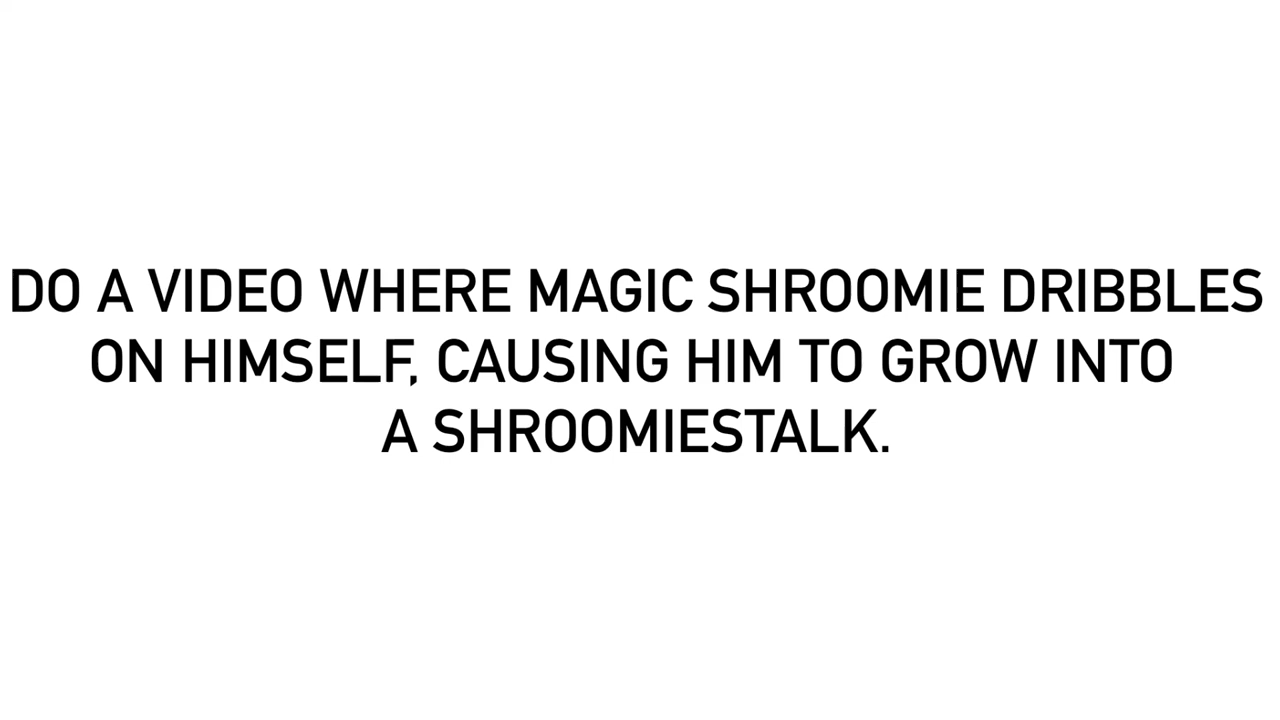 DO A VIDEO WHERE MAGIC SHROOMIE DRIBBLES
ON HIMSELF, CAUSING HIM TO GROW INTO
A SHROOMIESTALK.